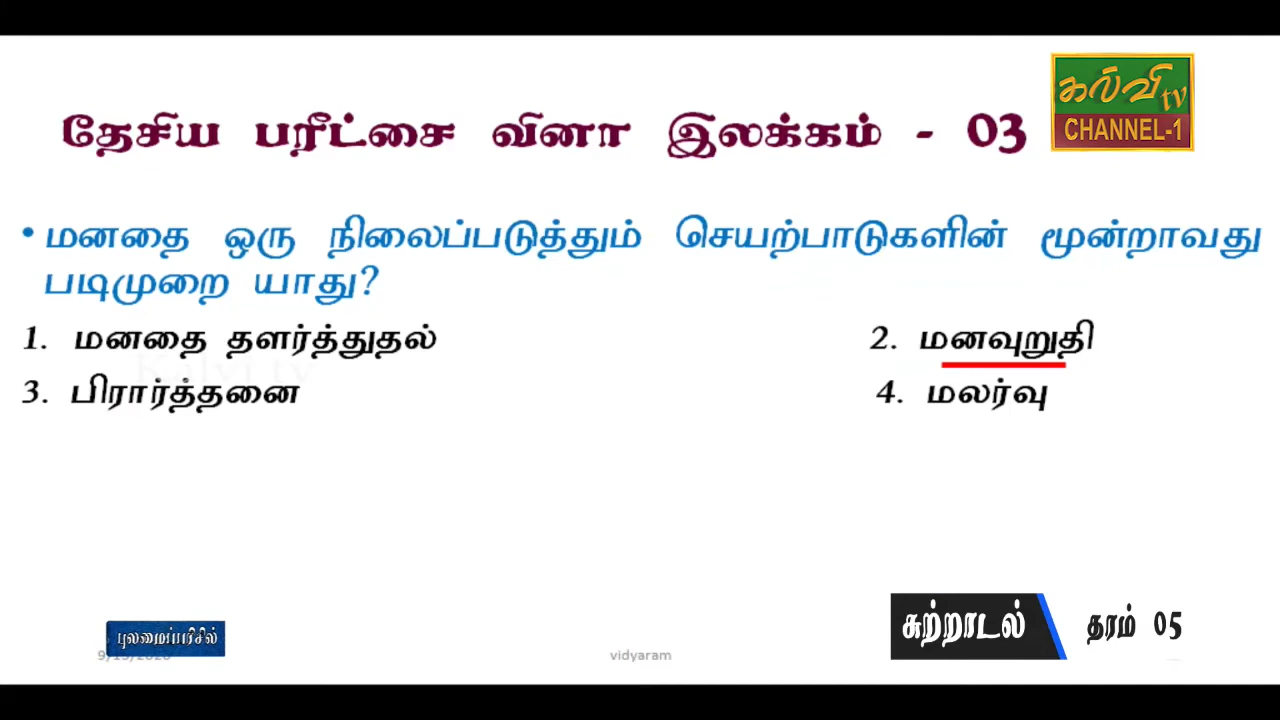 கல்வி tv
CHANNEL-1
தேசிய பரீட்சை வினா இலக்கம் - 03
• மனதை ஒரு நிலைப்படுத்தும் செயற்பாடுகளின் மூன்றாவது
படிமுறை யாது?
1. மனதை தளர்த்துதல் 2. மனவுறுதி
3. பிரார்த்தனை 4. மலர்வு
சுற்றாடல் தரம் 05
புலமைப்பரிசில்
vidyaram